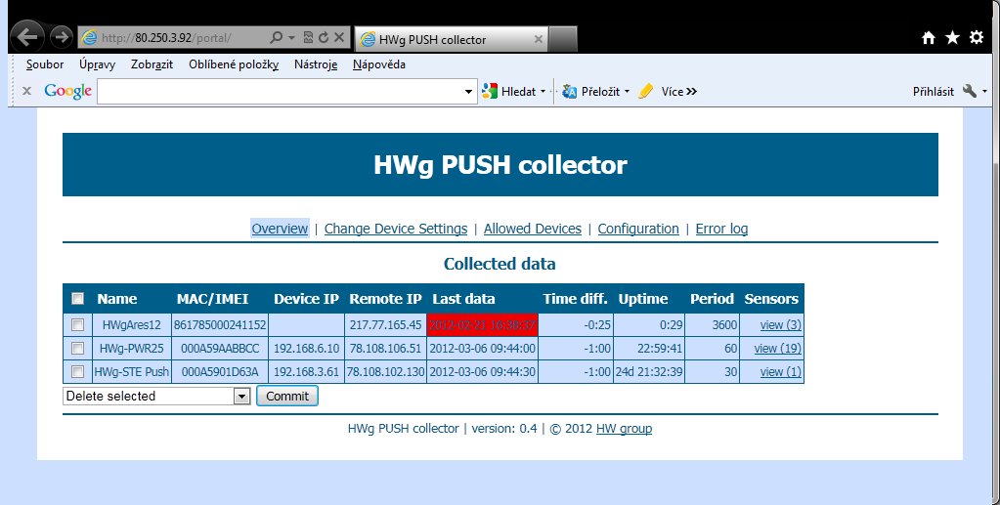 http://80.250.3.92/portal/ HWg PUSH collector
Soubor Úpravy Zobrazit Oblíbené položky Nástroje Nápověda
x Google Hledat Přeložit Více >> Přihlásit
HWg PUSH collector
Overview | Change Device Settings | Allowed Devices | Configuration | Error log
Collected data
Name MAC/IMEI Device IP Remote IP Last data Time diff. Uptime Period Sensors
HWgAres12 861785000241152 217.77.165.45 2012-02-21 10:38:37 -0:25 0:29 3600 view (3)
HWg-PWR25 000A59AABBCC 192.168.6.10 78.108.106.51 2012-03-06 09:44:00 -1:00 22:59:41 60 view (19)
HWg-STE Push 000A5901D63A 192.168.3.61 78.108.102.130 2012-03-06 09:44:30 -1:00 24d 21:32:39 30 view (1)
Delete selected Commit
HWg PUSH collector | version: 0.4 | © 2012 HW group